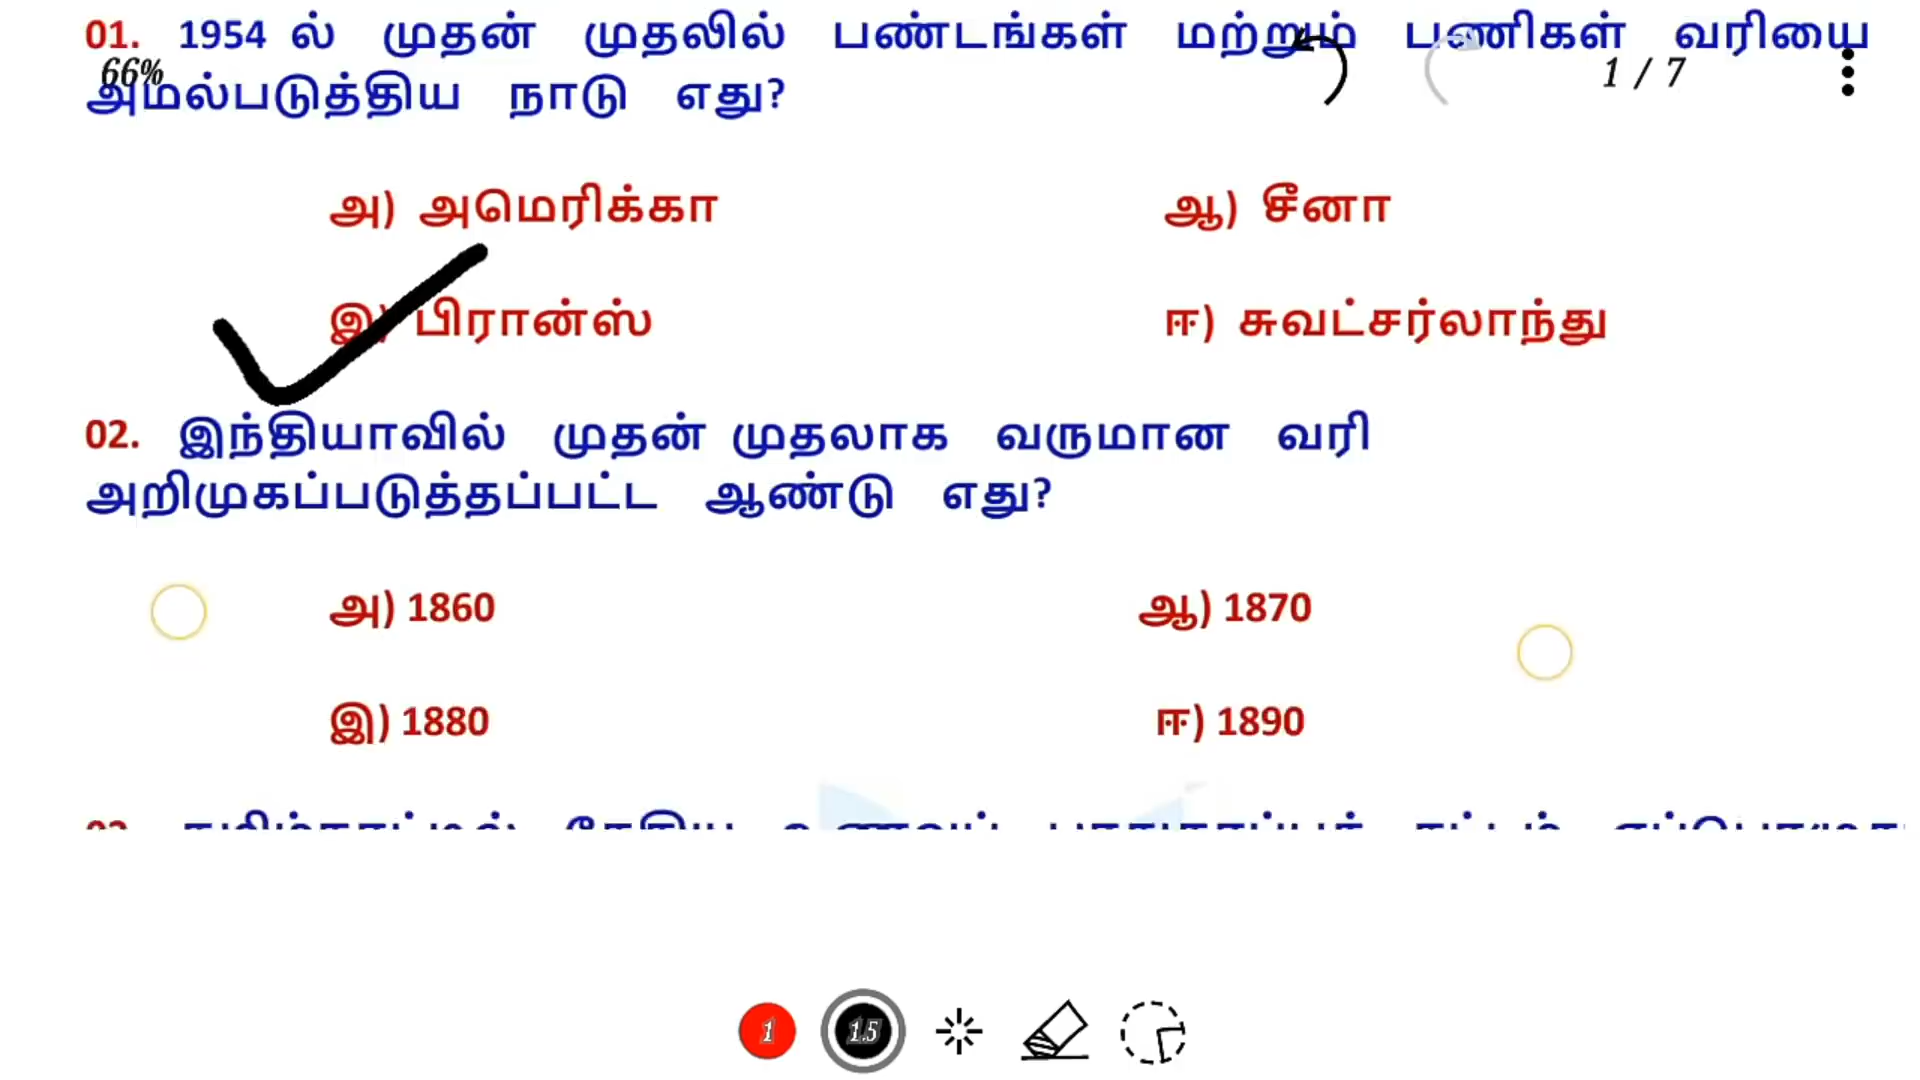 01. 1954 ல் முதன் முதலில் பண்டங்கள் மற்றும் பணிகள் வரியை
66% 1 / 7
அமல்படுத்திய நாடு எது?
அ) அமெரிக்கா ஆ) சீனா
இ) பிரான்ஸ் ஈ) சுவட்சர்லாந்து
02. இந்தியாவில் முதன் முதலாக வருமான வரி
அறிமுகப்படுத்தப்பட்ட ஆண்டு எது?
அ) 1860 ஆ) 1870
இ) 1880 ஈ) 1890
1 1.5